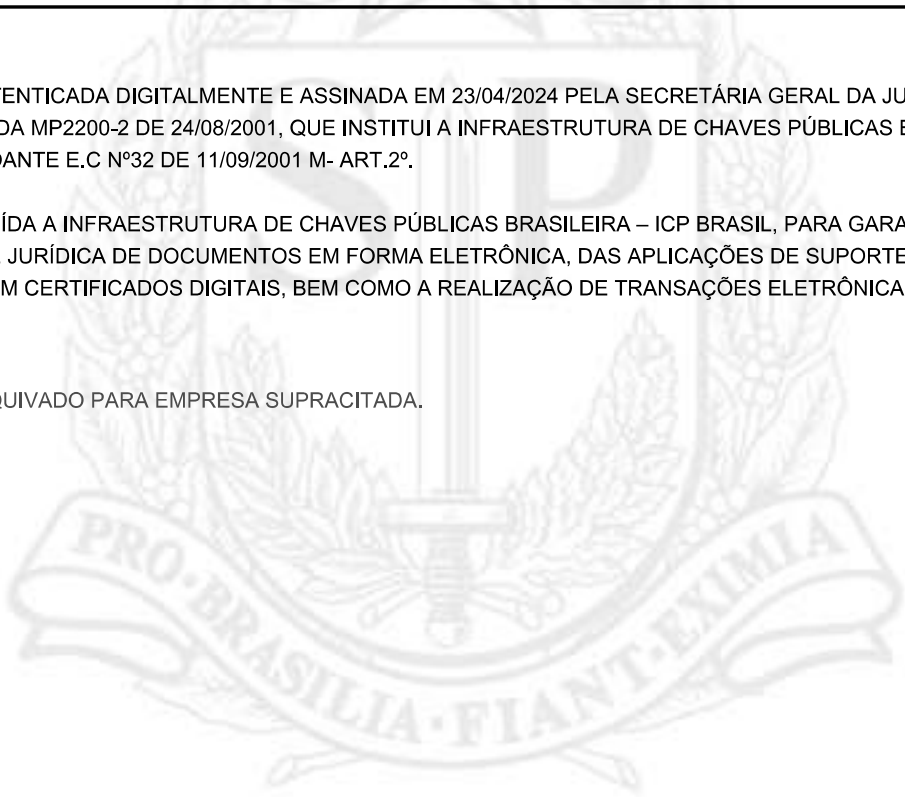 TENTICADA DIGITALMENTE E ASSINADA EM 23/04/2024 PELA SECRETÁRIA GERAL DA JU
DA MP2200-2 DE 24/08/2001, QUE INSTITUI A INFRAESTRUTURA DE CHAVES PÚBLICAS
DANTE E.C Nº32 DE 11/09/2001 M- ART.2º.
ÍDA A INFRAESTRUTURA DE CHAVES PÚBLICAS BRASILEIRA – ICP BRASIL, PARA GARA
JURÍDICA DE DOCUMENTOS EM FORMA ELETRÔNICA, DAS APLICAÇÕES DE SUPORTE
M CERTIFICADOS DIGITAIS, BEM COMO A REALIZAÇÃO DE TRANSAÇÕES ELETRÔNICA
QUIVADO PARA EMPRESA SUPRACITADA.
SP
PRO·BRASILIA·FIANT·EXIMIA